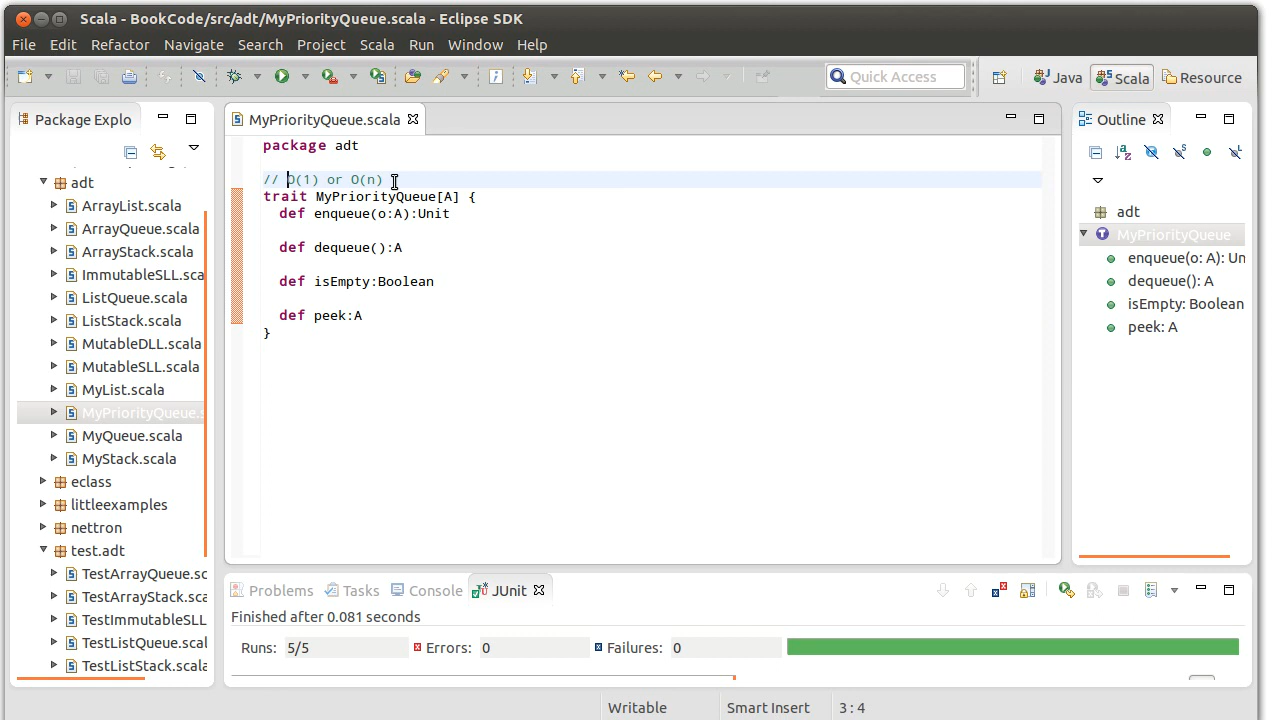 Scala - BookCode/src/adt/MyPriorityQueue.scala - Eclipse SDK
File Edit Refactor Navigate Search Project Scala Run Window Help
Quick Access
Java
Scala
Resource
Package Explo
adt
ArrayList.scala
ArrayQueue.scala
ArrayStack.scala
ImmutableSLL.sca
ListQueue.scala
ListStack.scala
MutableDLL.scala
MutableSLL.scala
MyList.scala
MyPriorityQueue.s
MyQueue.scala
MyStack.scala
eclass
littleexamples
nettron
test.adt
TestArrayQueue.sc
TestArrayStack.sca
TestImmutableSLL
TestListQueue.scal
TestListStack.scala
MyPriorityQueue.scala
package adt
// O(1) or O(n)
trait MyPriorityQueue[A] {
def enqueue(o:A):Unit
def dequeue():A
def isEmpty:Boolean
def peek:A
}
Outline
adt
MyPriorityQueue
enqueue(o: A): Un
dequeue(): A
isEmpty: Boolean
peek: A
Problems Tasks Console JUnit
Finished after 0.081 seconds
Runs: 5/5 Errors: 0 Failures: 0
Writable Smart Insert 3 : 4